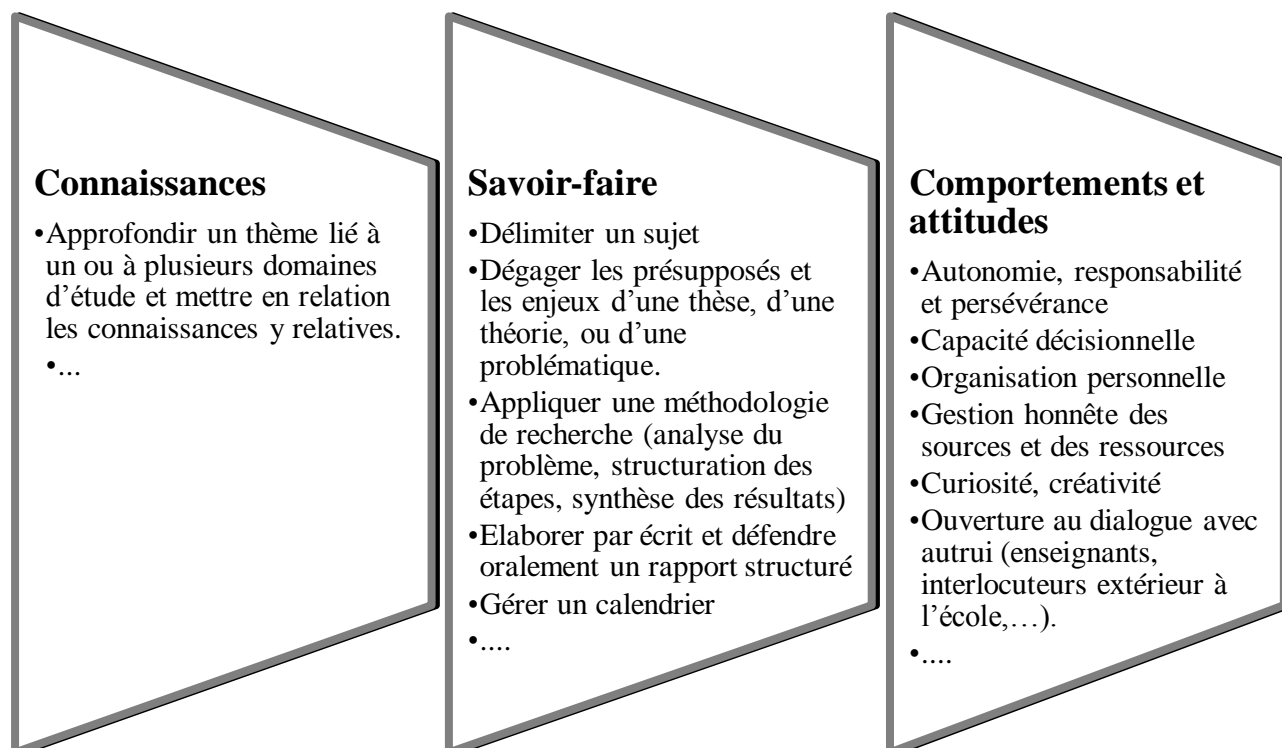 Connaissances
•Approfondir un thème lié à
un ou à plusieurs domaines
d’étude et mettre en relation
les connaissances y relatives.
•...
Savoir-faire
•Délimiter un sujet
•Dégager les présupposés et
les enjeux d’une thèse, d’une
théorie, ou d’une
problématique.
•Appliquer une méthodologie
de recherche (analyse du
problème, structuration des
étapes, synthèse des résultats)
•Elaborer par écrit et défendre
oralement un rapport structuré
•Gérer un calendrier
•....
Comportements et
attitudes
•Autonomie, responsabilité
et persévérance
•Capacité décisionnelle
•Organisation personnelle
•Gestion honnête des
sources et des ressources
•Curiosité, créativité
•Ouverture au dialogue avec
autrui (enseignants,
interlocuteurs extérieur à
l’école,…).
•....